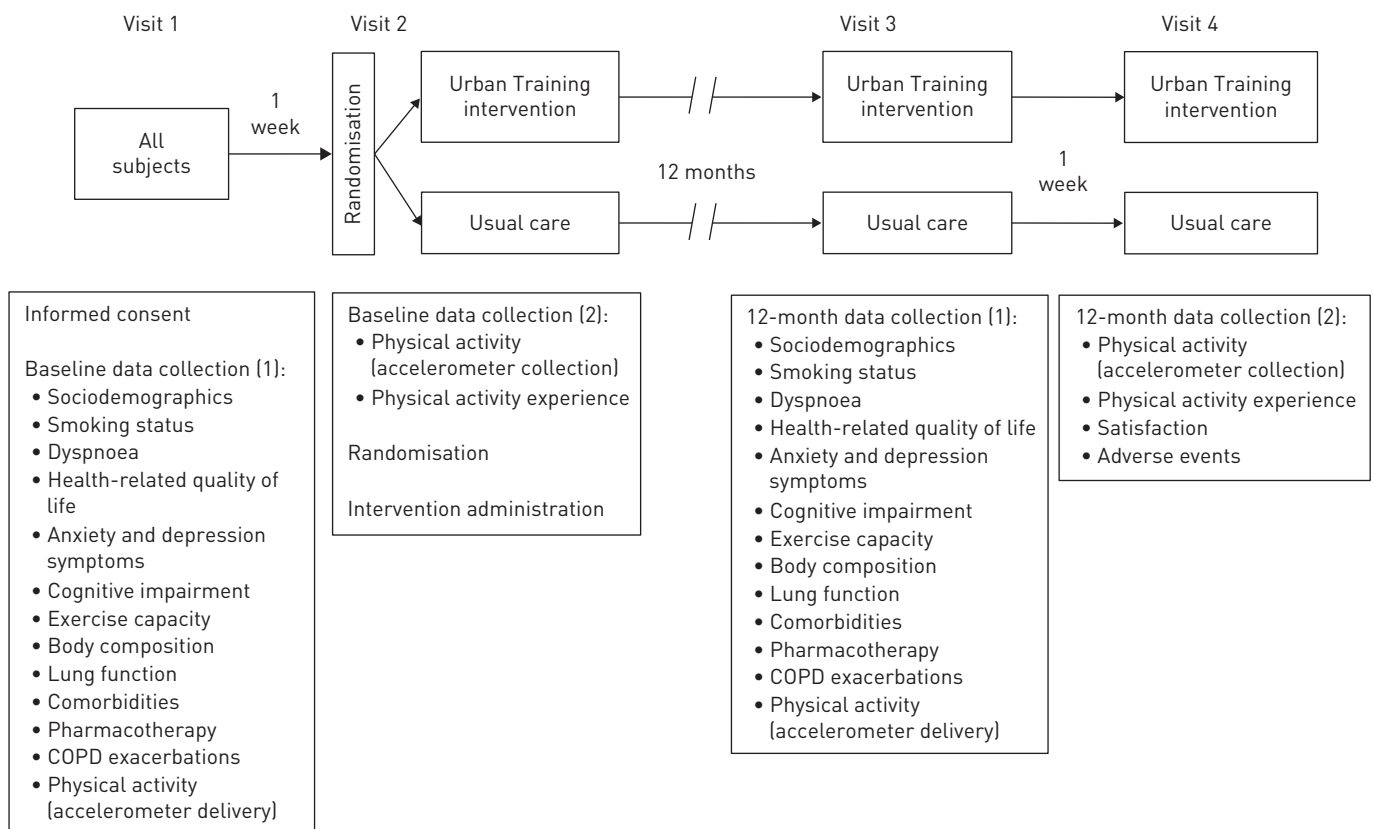 Visit 1
Visit 2
Visit 3
Visit 4
All
subjects
1
week
Randomisation
Urban Training
intervention
Usual care
12 months
Urban Training
intervention
Usual care
1
week
Urban Training
intervention
Usual care
Informed consent
Baseline data collection (1):
• Sociodemographics
• Smoking status
• Dyspnoea
• Health-related quality of
life
• Anxiety and depression
symptoms
• Cognitive impairment
• Exercise capacity
• Body composition
• Lung function
• Comorbidities
• Pharmacotherapy
• COPD exacerbations
• Physical activity
(accelerometer delivery)
Baseline data collection (2):
• Physical activity
(accelerometer collection)
• Physical activity experience
Randomisation
Intervention administration
12-month data collection (1):
• Sociodemographics
• Smoking status
• Dyspnoea
• Health-related quality of life
• Anxiety and depression
symptoms
• Cognitive impairment
• Exercise capacity
• Body composition
• Lung function
• Comorbidities
• Pharmacotherapy
• COPD exacerbations
• Physical activity
(accelerometer delivery)
12-month data collection (2):
• Physical activity
(accelerometer collection)
• Physical activity experience
• Satisfaction
• Adverse events